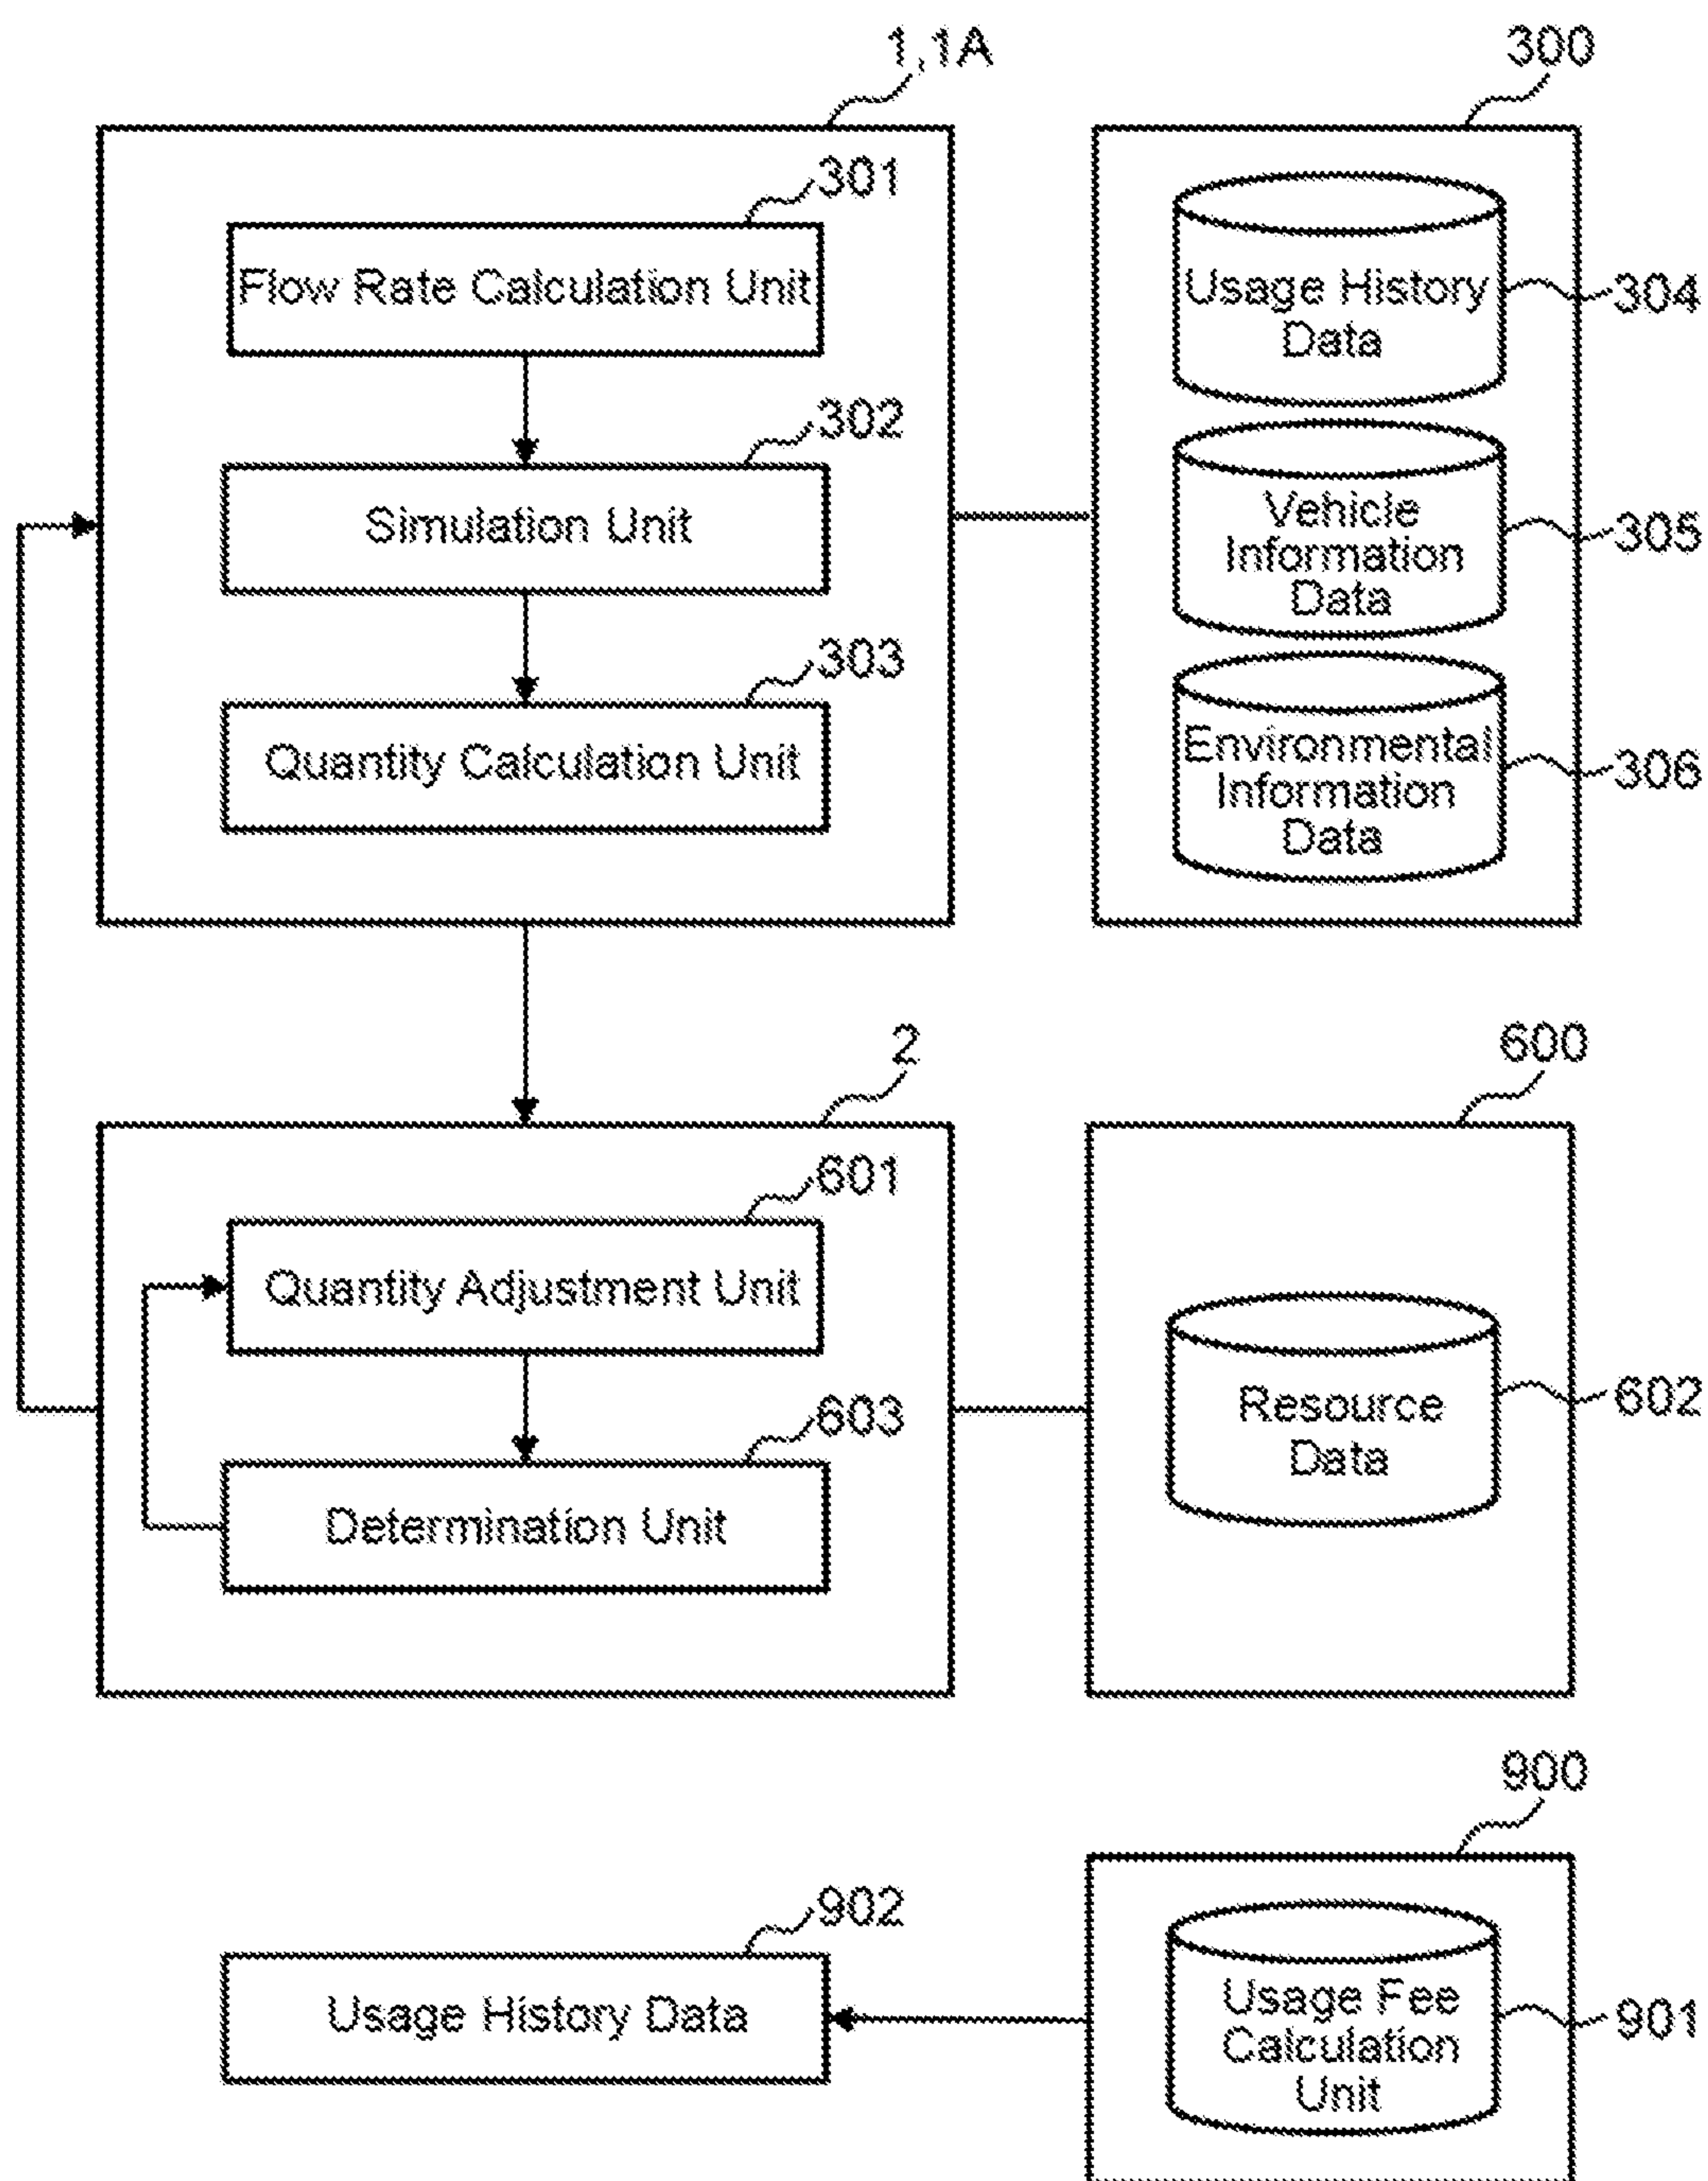 1,1A
300
301
Flow Rate Calculation Unit
Usage History
Data
304
302
Simulation Unit
Vehicle
Information
Data
305
303
Quantity Calculation Unit
Environmental
Information
Data
306
2
600
601
Quantity Adjustment Unit
Resource
Data
602
603
Determination Unit
900
902
Usage History Data
Usage Fee
Calculation
Unit
901